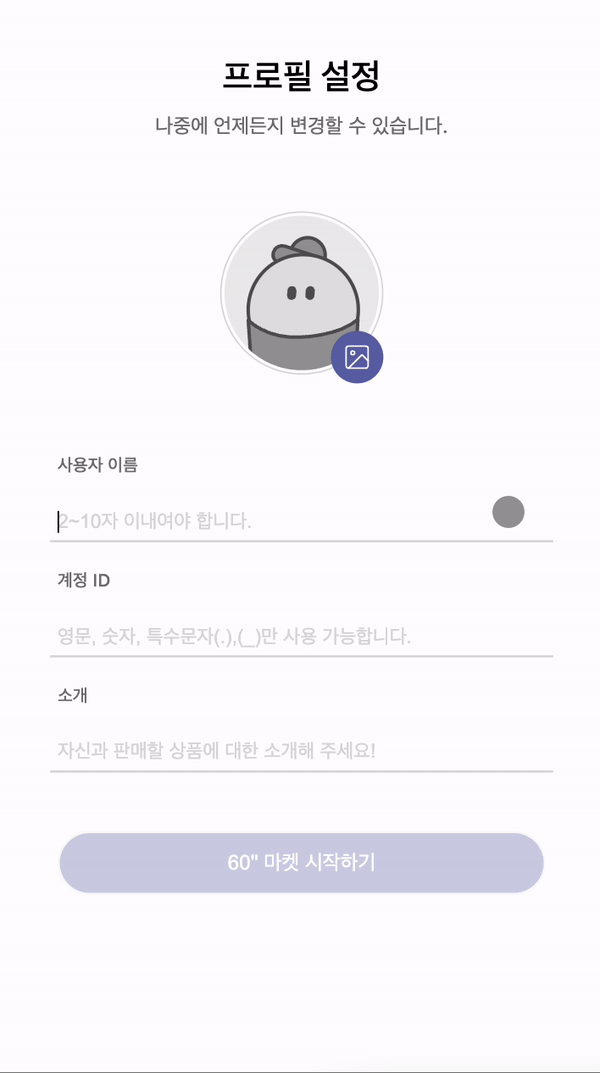 프로필 설정
나중에 언제든지 변경할 수 있습니다.
사용자 이름
2~10자 이내여야 합니다.
계정 ID
영문, 숫자, 특수문자(.),(_)만 사용 가능합니다.
소개
자신과 판매할 상품에 대한 소개해 주세요!
60" 마켓 시작하기